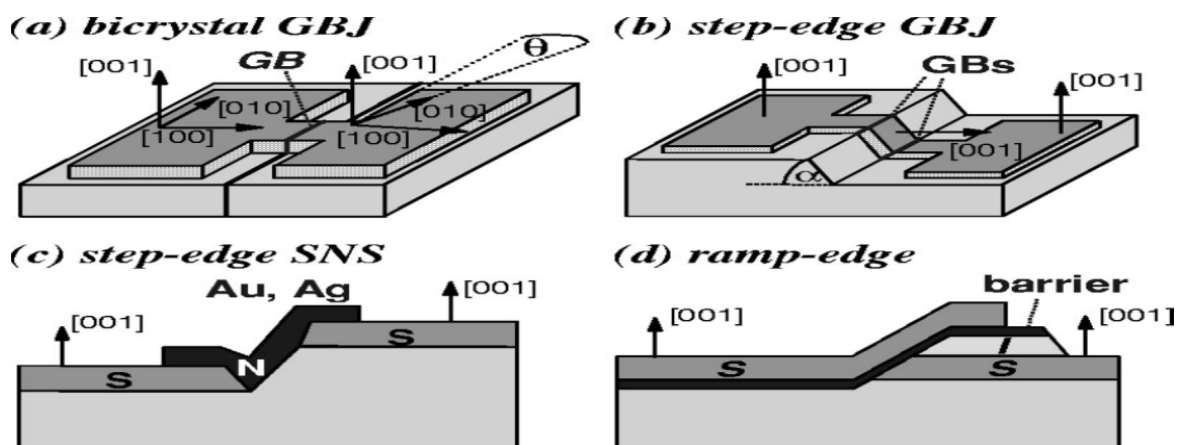 (a) bicrystal GBJ
[001]
GB
[001]
θ
[010]
[100]
[010]
[100]
(b) step-edge GBJ
[001]
GBs
[001]
[001]
α
(c) step-edge SNS
Au, Ag
[001]
[001]
S
N
S
(d) ramp-edge
barrier
[001]
[001]
I
S
S